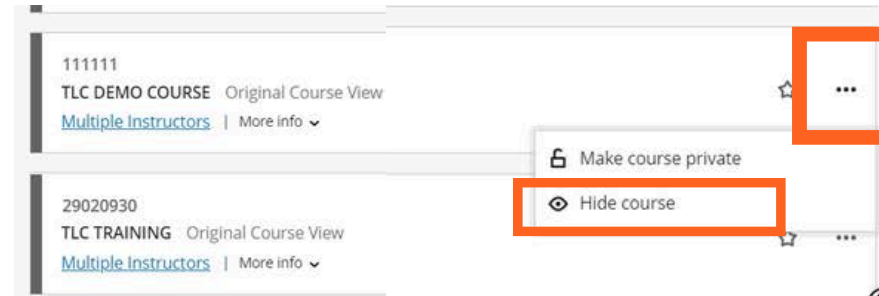 111111
TLC DEMO COURSE Original Course View
Multiple Instructors | More info
Make course private
Hide course
29020930
TLC TRAINING Original Course View
Multiple Instructors | More info